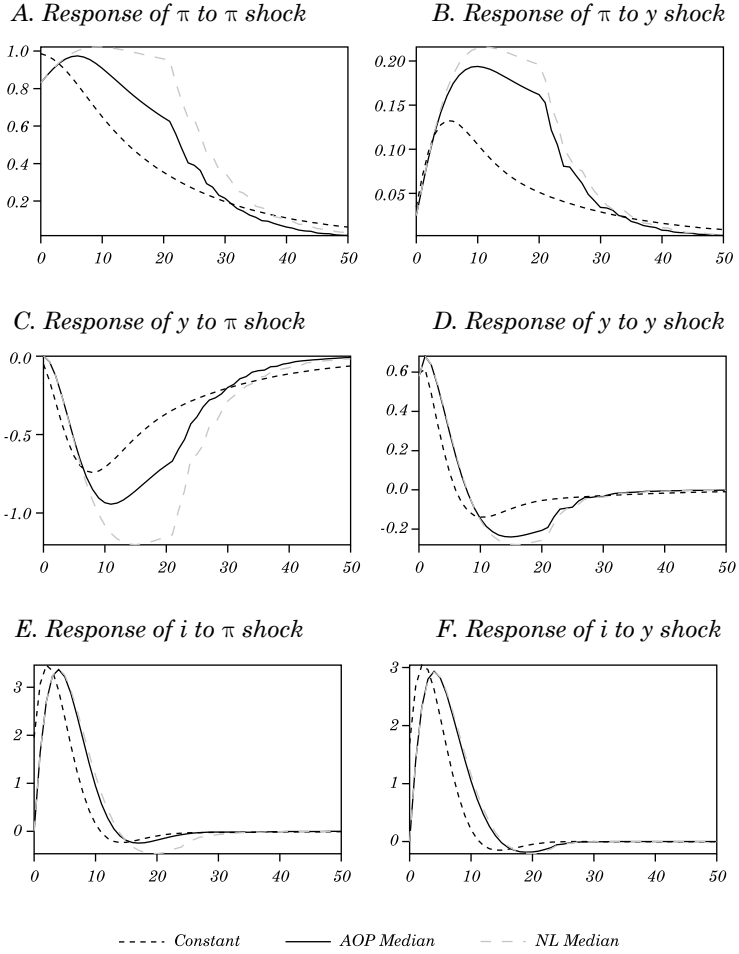 A. Response of π to π shock
B. Response of π to y shock
1.0
0.8
0.6
0.4
0.2
0 10 20 30 40 50
0.20
0.15
0.10
0.05
0 10 20 30 40 50
C. Response of y to π shock
D. Response of y to y shock
0.0
-0.5
-1.0
0 10 20 30 40 50
0.6
0.4
0.2
0.0
-0.2
0 10 20 30 40 50
E. Response of i to π shock
F. Response of i to y shock
3
2
1
0
0 10 20 30 40 50
3
2
1
0
0 10 20 30 40 50
Constant AOP Median NL Median